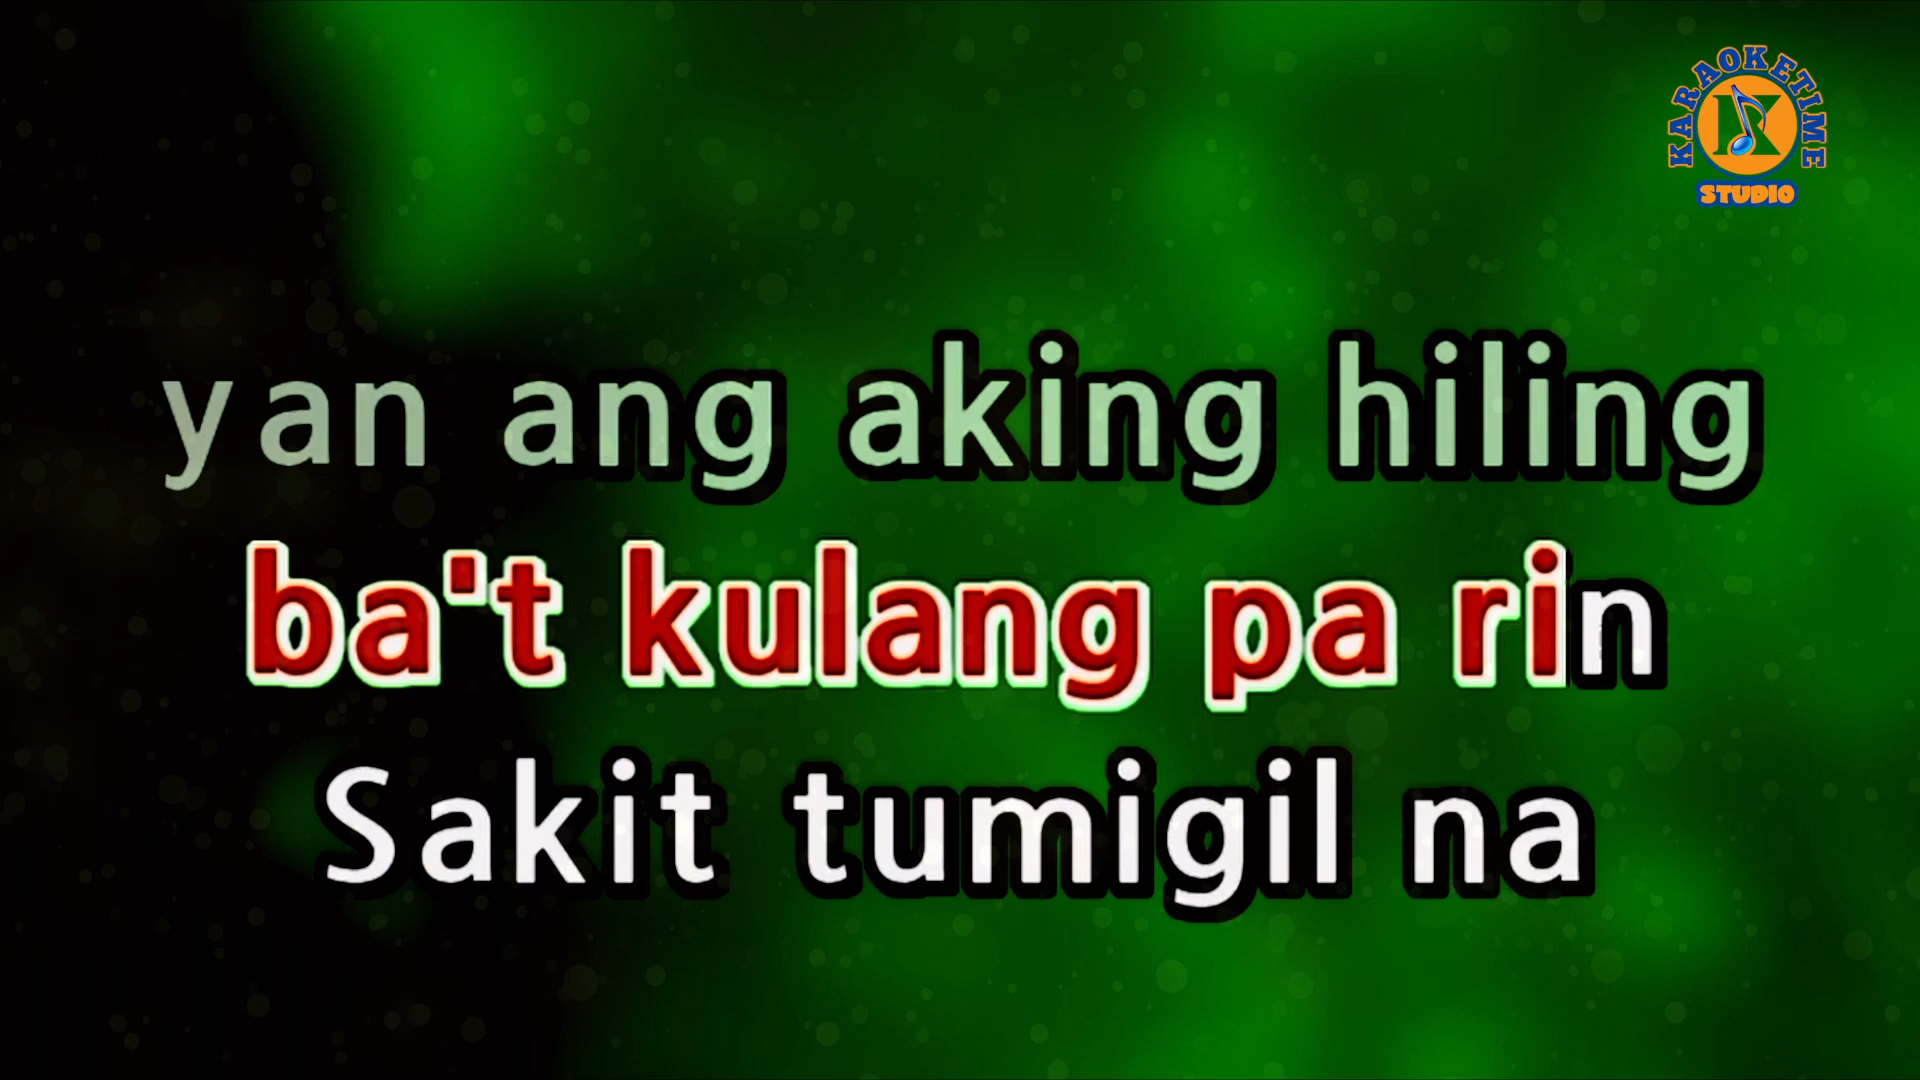 KARAOKETIME
STUDIO
yan ang aking hiling
ba't kulang pa rin
Sakit tumigil na